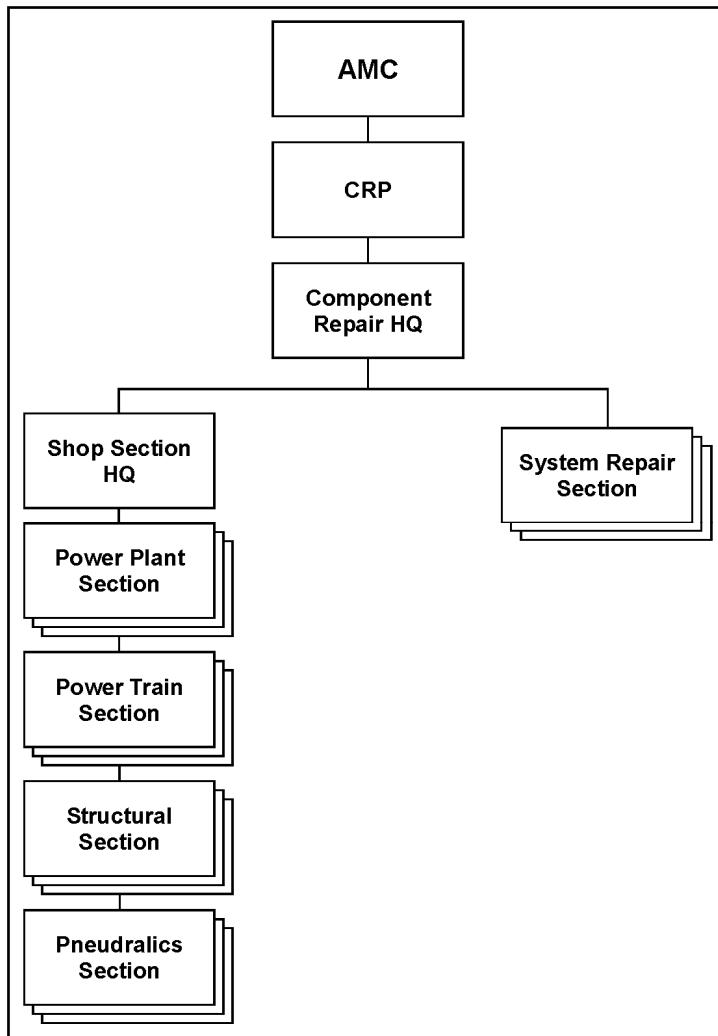 AMC
CRP
Component
Repair HQ
Shop Section
HQ
System Repair
Section
Power Plant
Section
Power Train
Section
Structural
Section
Pneudralics
Section